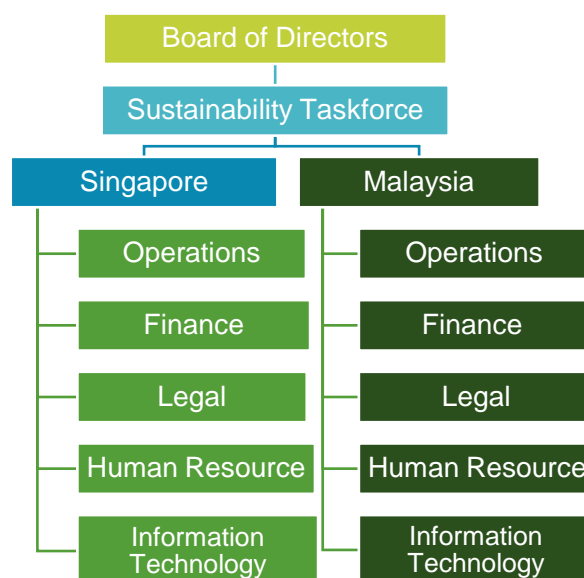 Board of Directors
Sustainability Taskforce
Singapore
Malaysia
Operations
Operations
Finance
Finance
Legal
Legal
Human Resource
Human Resource
Information
Technology
Information
Technology